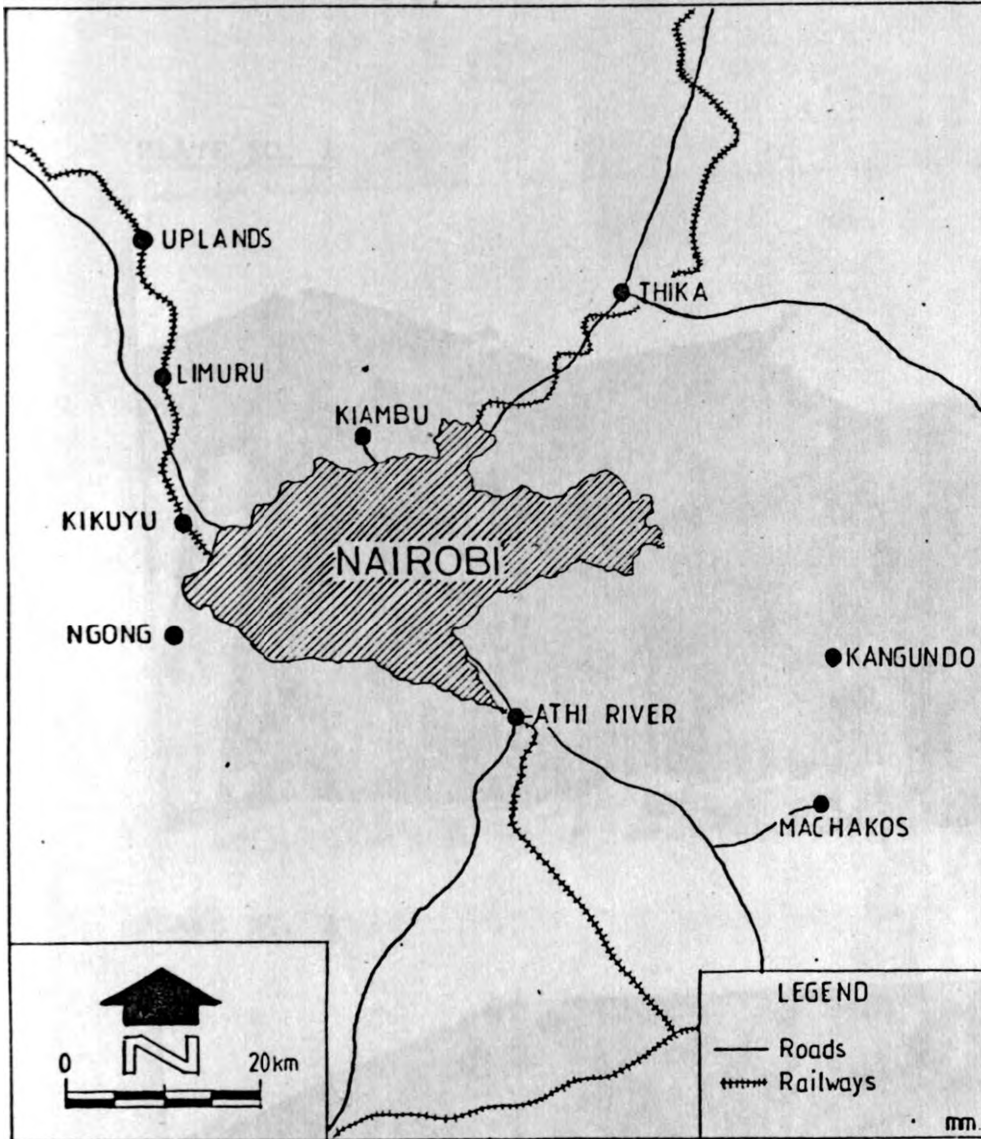 UPLANDS
THIKA
LIMURU
KIAMBU
KIKUYU
NAIROBI
NGONG
KANGUNDO
ATHI RIVER
MACHAKOS
N
0 20km
LEGEND
Roads
Railways
mm.